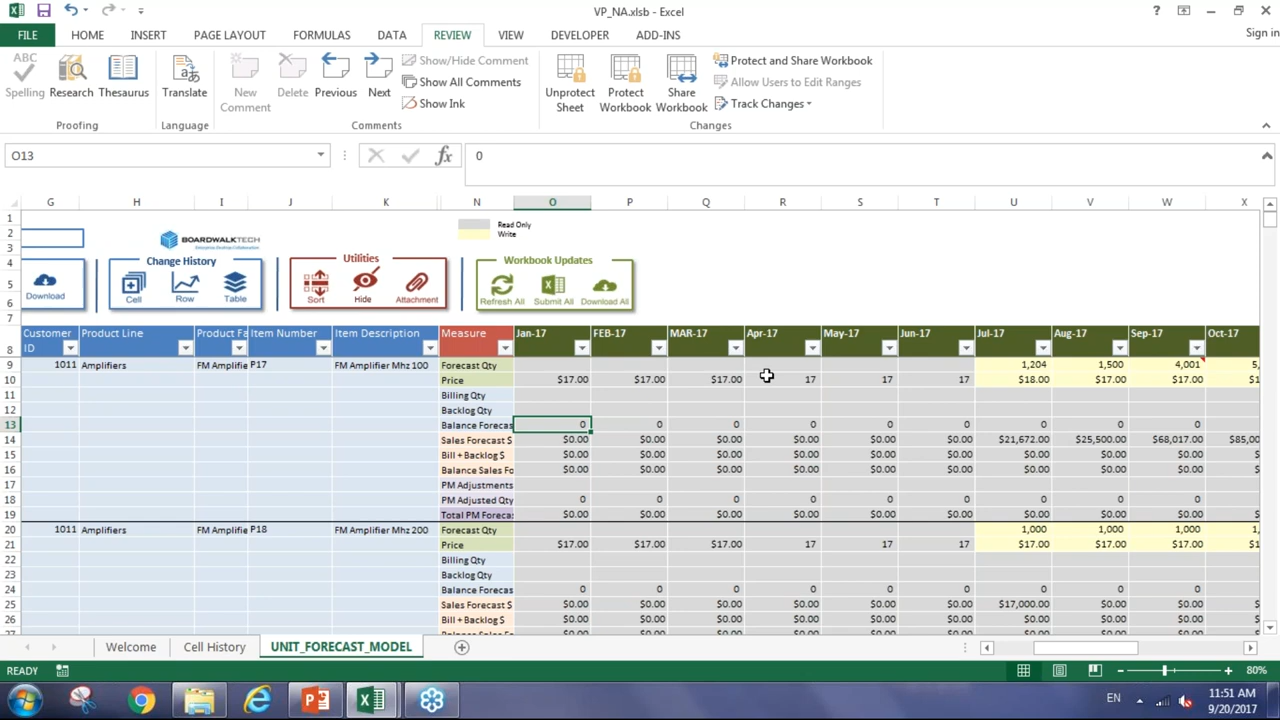 VP_NA.xlsb - Excel
Sign in
FILE HOME INSERT PAGE LAYOUT FORMULAS DATA REVIEW VIEW DEVELOPER ADD-INS
ABC
Spelling Research Thesaurus
Proofing
Translate
Language
New Comment Delete Previous Next
Show/Hide Comment
Show All Comments
Show Ink
Comments
Unprotect Sheet Protect Workbook Share Workbook
Protect and Share Workbook
Allow Users to Edit Ranges
Track Changes
Changes
O13 fx 0
G H I J K N O P Q R S T U V W X
1 Read Only
2 BOARDWALKTECH Write
3
4 Change History Utilities Workbook Updates
5
6 Download Cell Row Table Sort Hide Attachment Refresh All Submit All Download All
7
8 Customer ID Product Line Product Fa Item Number Item Description Measure Jan-17 FEB-17 MAR-17 Apr-17 May-17 Jun-17 Jul-17 Aug-17 Sep-17 Oct-17
9 1011 Amplifiers FM Amplifie P17 FM Amplifier Mhz 100 Forecast Qty 1,204 1,500 4,001 5,
10 Price $17.00 $17.00 $17.00 17 17 17 $18.00 $17.00 $17.00 $1
11 Billing Qty
12 Backlog Qty
13 Balance Forecas 0 0 0 0 0 0 0 0 0
14 Sales Forecast $ $0.00 $0.00 $0.00 $0.00 $0.00 $0.00 $21,672.00 $25,500.00 $68,017.00 $85,00
15 Bill + Backlog $ $0.00 $0.00 $0.00 $0.00 $0.00 $0.00 $0.00 $0.00 $0.00 $
16 Balance Sales Fo $0.00 $0.00 $0.00 $0.00 $0.00 $0.00 $0.00 $0.00 $0.00 $
17 PM Adjustments
18 PM Adjusted Qty 0 0 0 0 0 0 0 0 0
19 Total PM Foreca $0.00 $0.00 $0.00 $0.00 $0.00 $0.00 $0.00 $0.00 $0.00 $
20 1011 Amplifiers FM Amplifie P18 FM Amplifier Mhz 200 Forecast Qty 1,000 1,000 1,000 1,
21 Price $17.00 $17.00 $17.00 17 17 17 $17.00 $17.00 $17.00 $1
22 Billing Qty
23 Backlog Qty
24 Balance Forecas 0 0 0 0 0 0 0 0 0
25 Sales Forecast $ $0.00 $0.00 $0.00 $0.00 $0.00 $0.00 $17,000.00 $0.00 $0.00 $
26 Bill + Backlog $ $0.00 $0.00 $0.00 $0.00 $0.00 $0.00 $0.00 $0.00 $0.00 $
Welcome Cell History UNIT_FORECAST_MODEL
READY 80%
EN 11:51 AM
9/20/2017